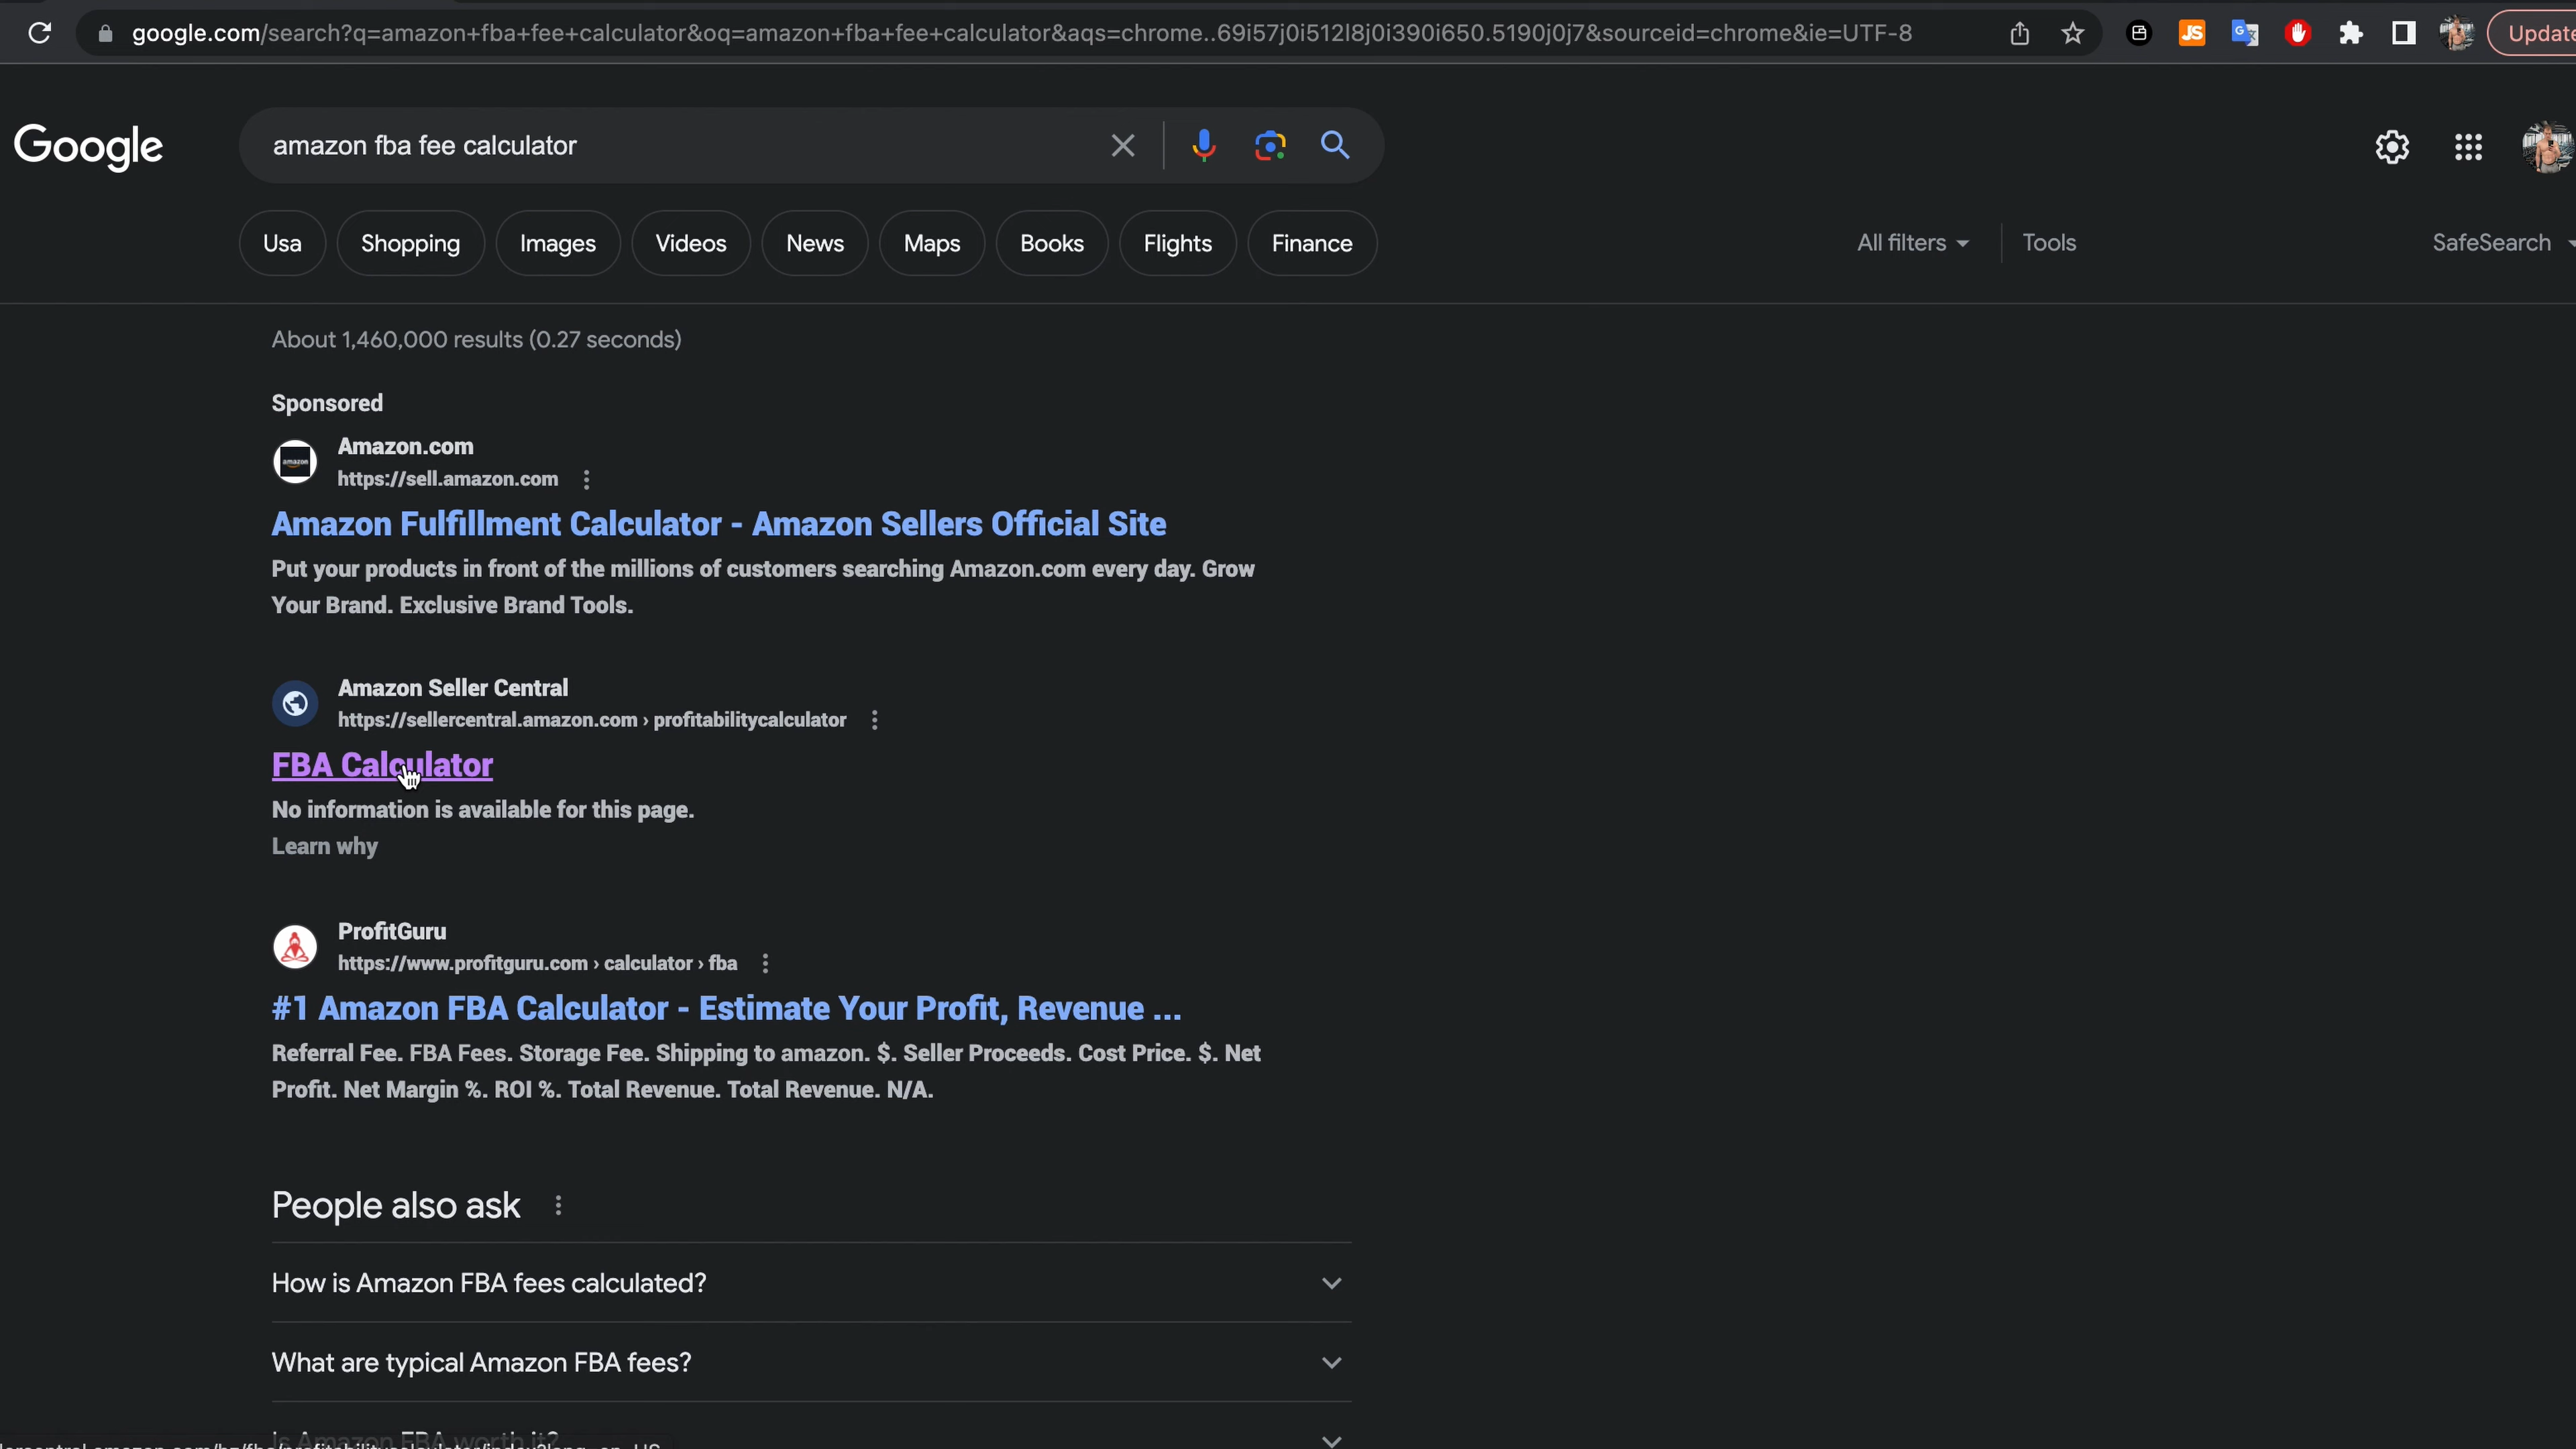 google.com/search?q=amazon+fba+fee+calculator&oq=amazon+fba+fee+calculator&aqs=chrome..69i57j0i512l8j0i390i650.5190j0j7&sourceid=chrome&ie=UTF-8
JS
Update
Google
amazon fba fee calculator
Usa
Shopping
Images
Videos
News
Maps
Books
Flights
Finance
All filters
Tools
SafeSearch
About 1,460,000 results (0.27 seconds)
Sponsored
amazon
Amazon.com
https://sell.amazon.com
Amazon Fulfillment Calculator - Amazon Sellers Official Site
Put your products in front of the millions of customers searching Amazon.com every day. Grow
Your Brand. Exclusive Brand Tools.
Amazon Seller Central
https://sellercentral.amazon.com › profitabilitycalculator
FBA Calculator
No information is available for this page.
Learn why
ProfitGuru
https://www.profitguru.com › calculator › fba
#1 Amazon FBA Calculator - Estimate Your Profit, Revenue ...
Referral Fee. FBA Fees. Storage Fee. Shipping to amazon. $. Seller Proceeds. Cost Price. $. Net
Profit. Net Margin %. ROI %. Total Revenue. Total Revenue. N/A.
People also ask
How is Amazon FBA fees calculated?
What are typical Amazon FBA fees?
Is Amazon FBA worth it?